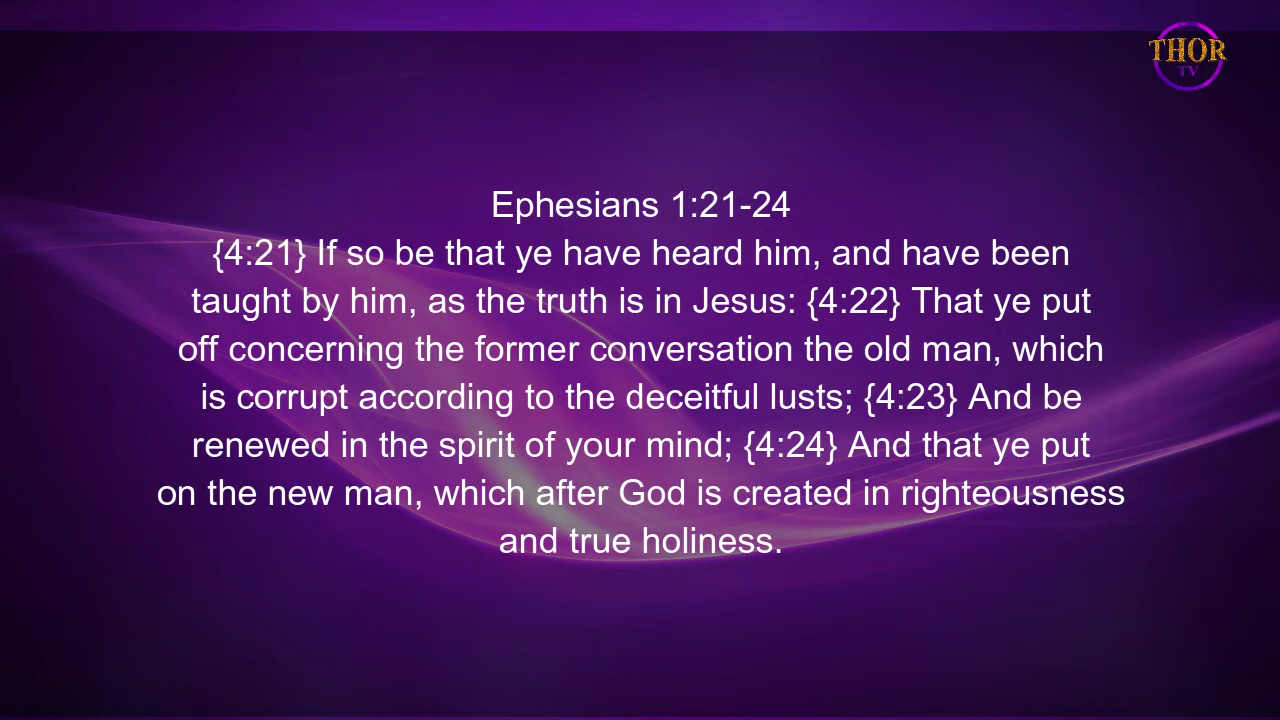 THOR
TV
Ephesians 1:21-24
{4:21} If so be that ye have heard him, and have been
taught by him, as the truth is in Jesus: {4:22} That ye put
off concerning the former conversation the old man, which
is corrupt according to the deceitful lusts; {4:23} And be
renewed in the spirit of your mind; {4:24} And that ye put
on the new man, which after God is created in righteousness
and true holiness.